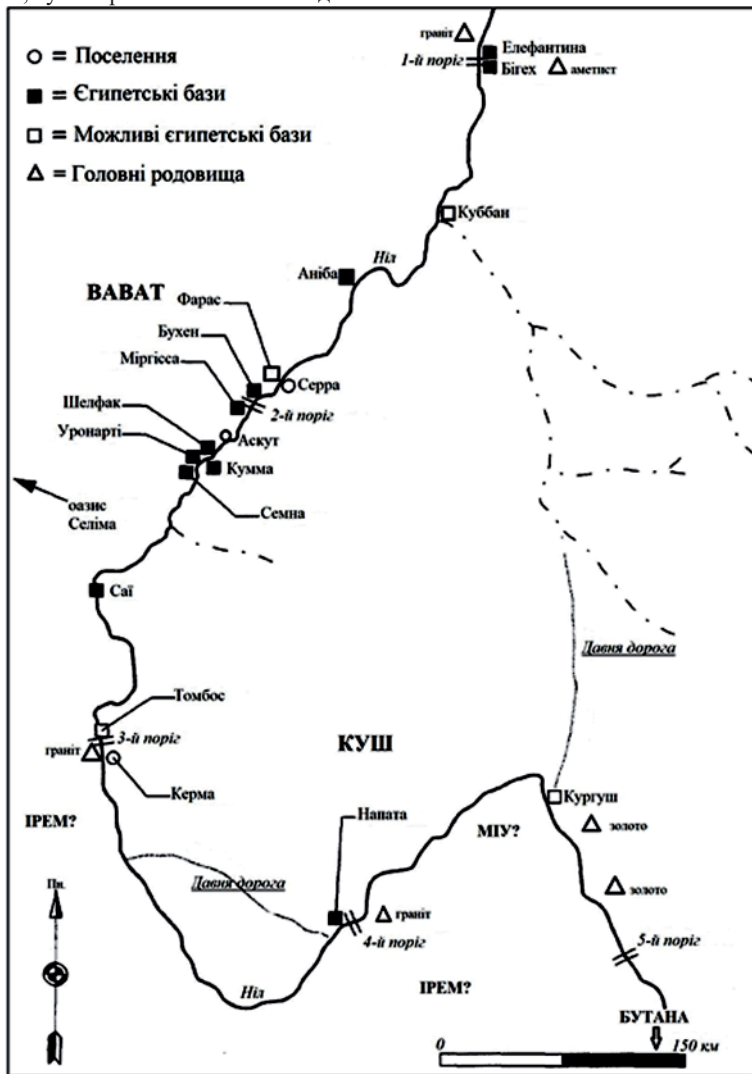 ○ = Поселення
■ = Єгипетські бази
□ = Можливі єгипетські бази
△ = Головні родовища
граніт
Елефантина
1-й поріг
Бігех
аметист
Куббан
Ніл
Аніба
ВАВАТ
Фарас
Бухен
Міргісса
Серра
2-й поріг
Шелфак
Аскут
Уронарті
Кумма
Семна
оазис
Селіма
Саї
Давня дорога
Томбос
3-й поріг
граніт
Керма
КУШ
Кургуш
ІРЕМ?
Напата
МІУ?
золото
Давня дорога
золото
граніт
4-й поріг
5-й поріг
Пн.
ІРЕМ?
Ніл
БУТАНА
0
150 км